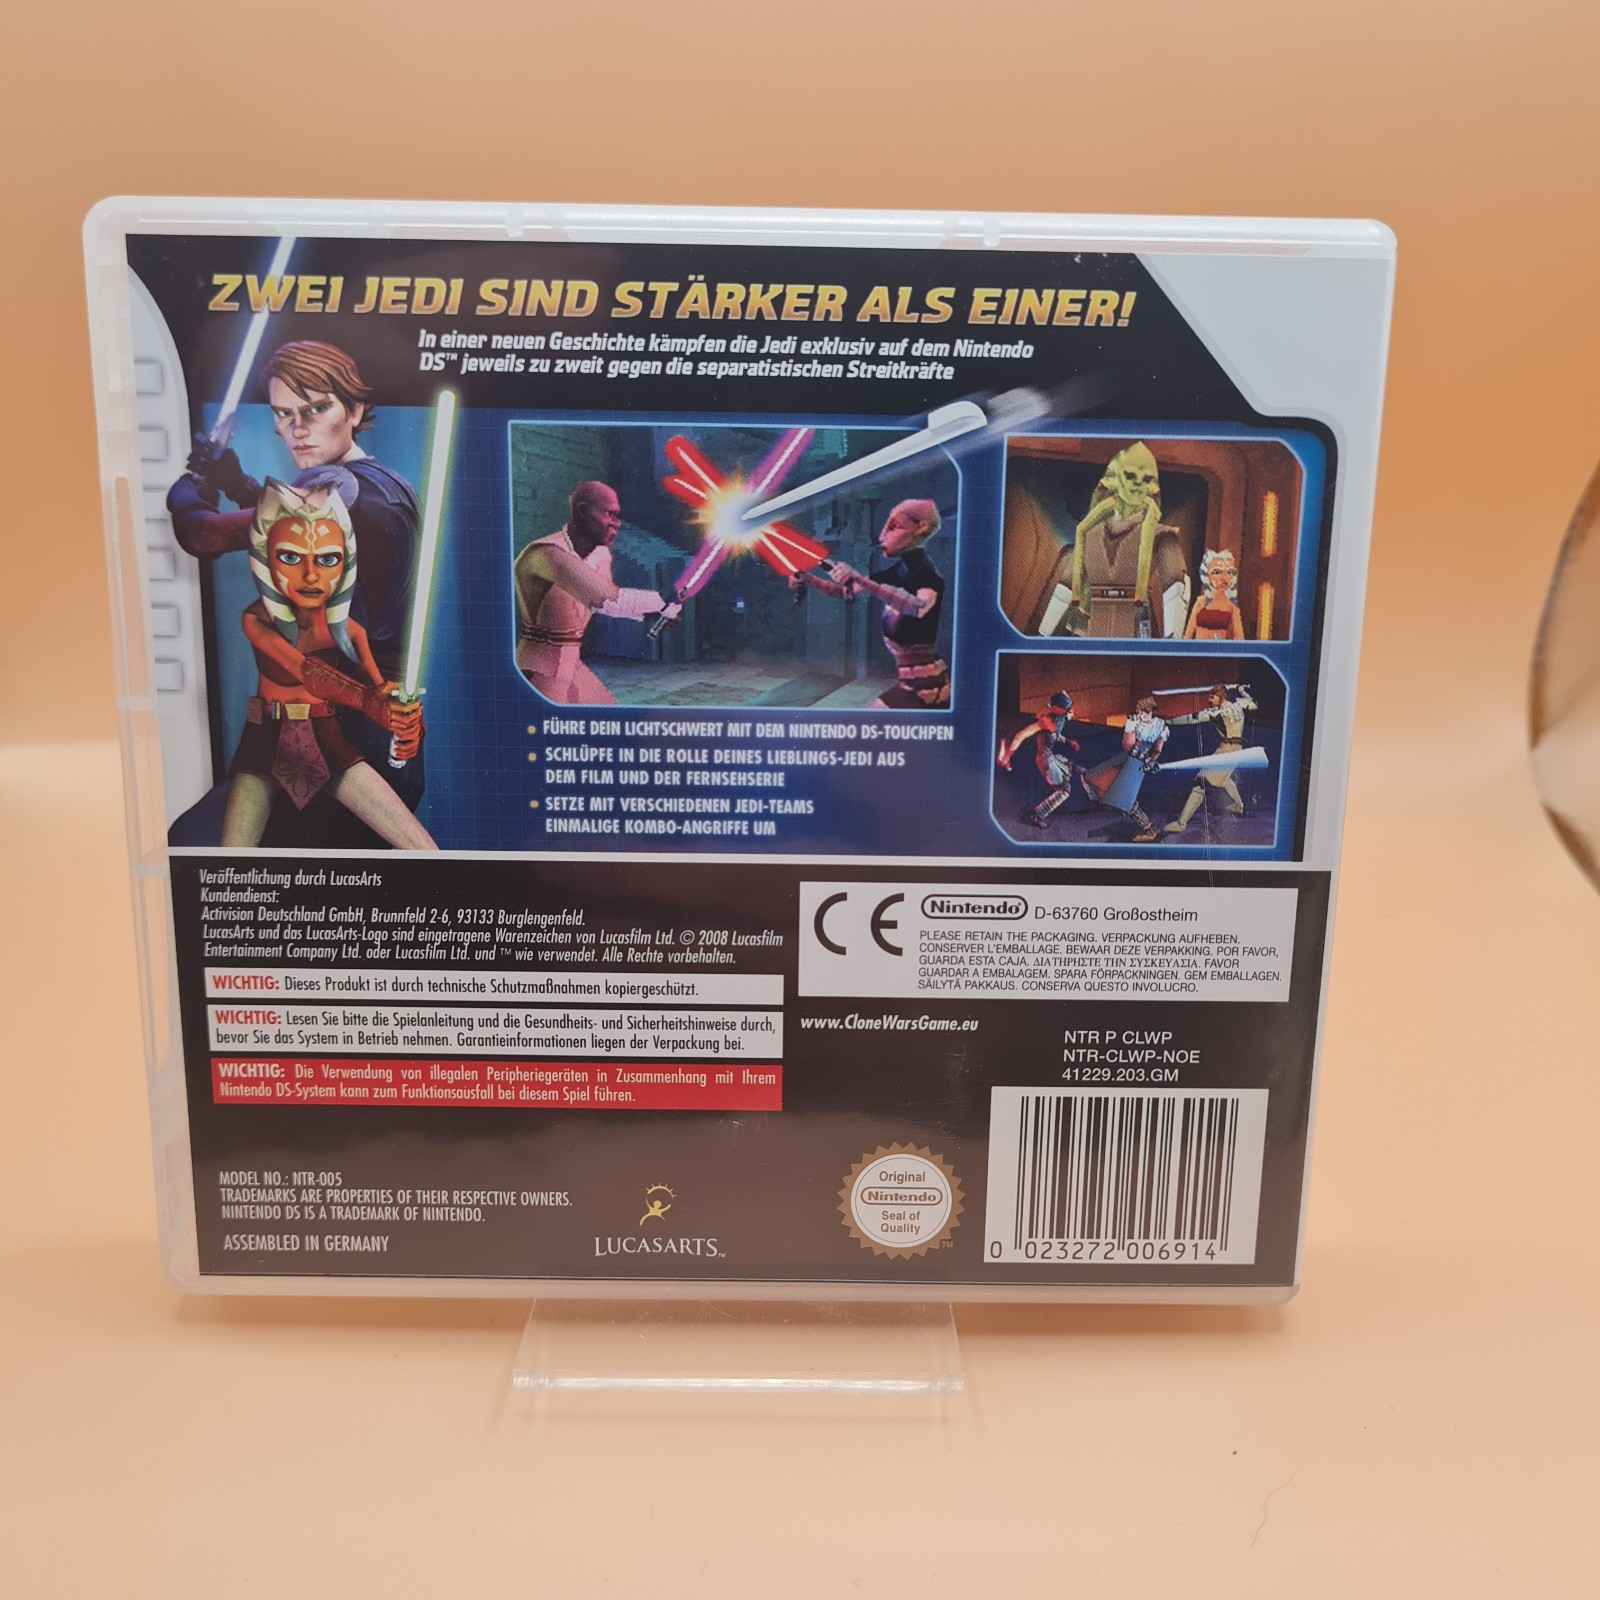 ZWEI JEDI SIND STÄRKER ALS EINER!
In einer neuen Geschichte kämpfen die Jedi exklusiv auf dem Nintendo
DS™ jeweils zu zweit gegen die separatistischen Streitkräfte
• FÜHRE DEIN LICHTSCHWERT MIT DEM NINTENDO DS-TOUCHPEN
• SCHLÜPFE IN DIE ROLLE DEINES LIEBLINGS-JEDI AUS
DEM FILM UND DER FERNSEHSERIE
• SETZE MIT VERSCHIEDENEN JEDI-TEAMS
EINMALIGE KOMBO-ANGRIFFE UM
Veröffentlichung durch LucasArts
Kundendienst:
Activision Deutschland GmbH, Brunnfeld 2-6, 93133 Burglengenfeld.
LucasArts und das LucasArts-Logo sind eingetragene Warenzeichen von Lucasfilm Ltd. © 2008 Lucasfilm
Entertainment Company Ltd. oder Lucasfilm Ltd. und ™ wie verwendet. Alle Rechte vorbehalten.
WICHTIG: Dieses Produkt ist durch technische Schutzmaßnahmen kopiergeschützt.
WICHTIG: Lesen Sie bitte die Spielanleitung und die Gesundheits- und Sicherheitshinweise durch,
bevor Sie das System in Betrieb nehmen. Garantieinformationen liegen der Verpackung bei.
WICHTIG: Die Verwendung von illegalen Peripheriegeräten in Zusammenhang mit Ihrem
Nintendo DS-System kann zum Funktionsausfall bei diesem Spiel führen.
CE
Nintendo® D-63760 Großostheim
PLEASE RETAIN THE PACKAGING. VERPACKUNG AUFHEBEN.
CONSERVER L'EMBALLAGE. BEWAAR DEZE VERPAKKING. POR FAVOR,
GUARDA ESTA CAJA. ΔΙΑΤΗΡΗΣΤΕ ΤΗΝ ΣΥΣΚΕΥΑΣΙΑ. FAVOR
GUARDAR A EMBALAGEM. SPARA FÖRPACKNINGEN. GEM EMBALLAGEN.
SÄILYTÄ PAKKAUS. CONSERVA QUESTO INVOLUCRO.
www.CloneWarsGame.eu
NTR P CLWP
NTR-CLWP-NOE
41229.203.GM
MODEL NO.: NTR-005
TRADEMARKS ARE PROPERTIES OF THEIR RESPECTIVE OWNERS.
NINTENDO DS IS A TRADEMARK OF NINTENDO.
ASSEMBLED IN GERMANY
LUCASARTS™
Original
Nintendo®
Seal of
Quality
™
0 023272 006914